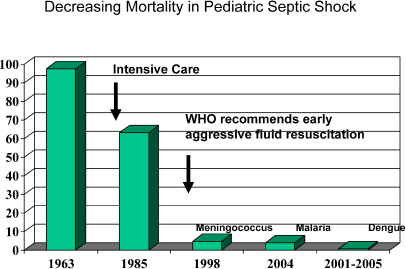 Decreasing Mortality in Pediatric Septic Shock
100
90
80
70
60
50
40
30
20
10
0
Intensive Care
WHO recommends early
aggressive fluid resuscitation
Meningococcus
Malaria
Dengue
1963
1985
1998
2004
2001-2005